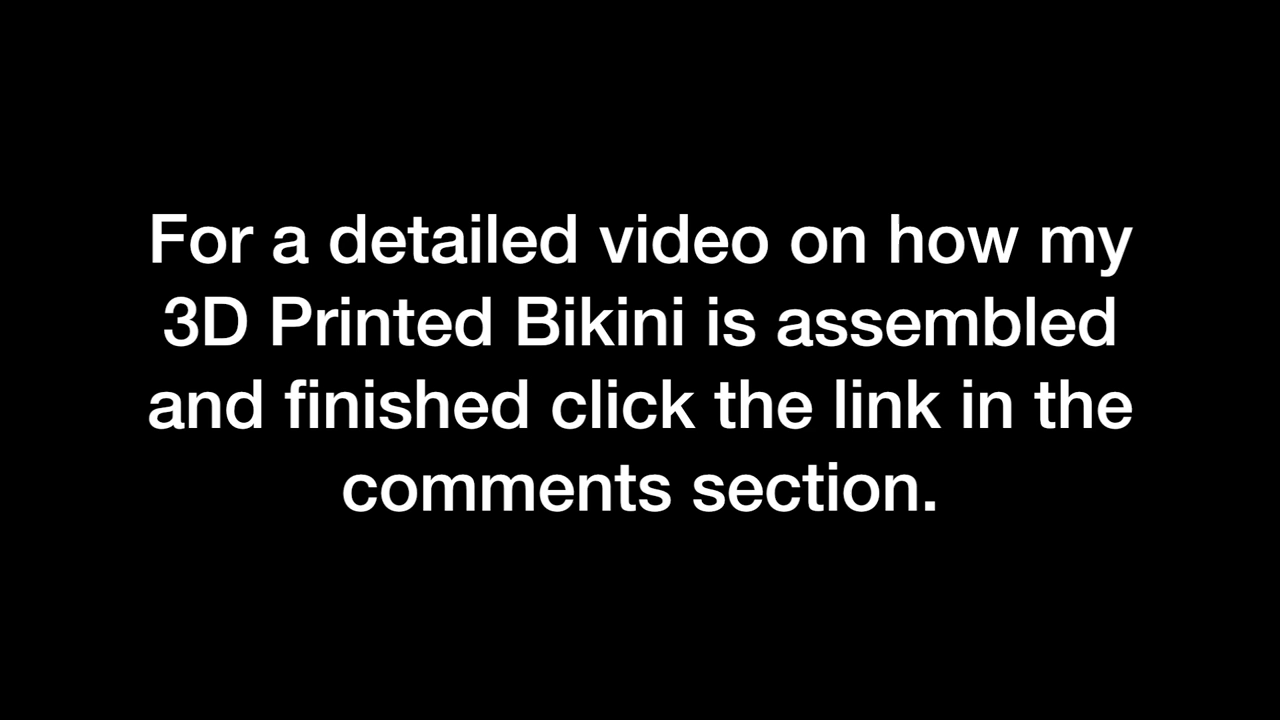 For a detailed video on how my
3D Printed Bikini is assembled
and finished click the link in the
comments section.